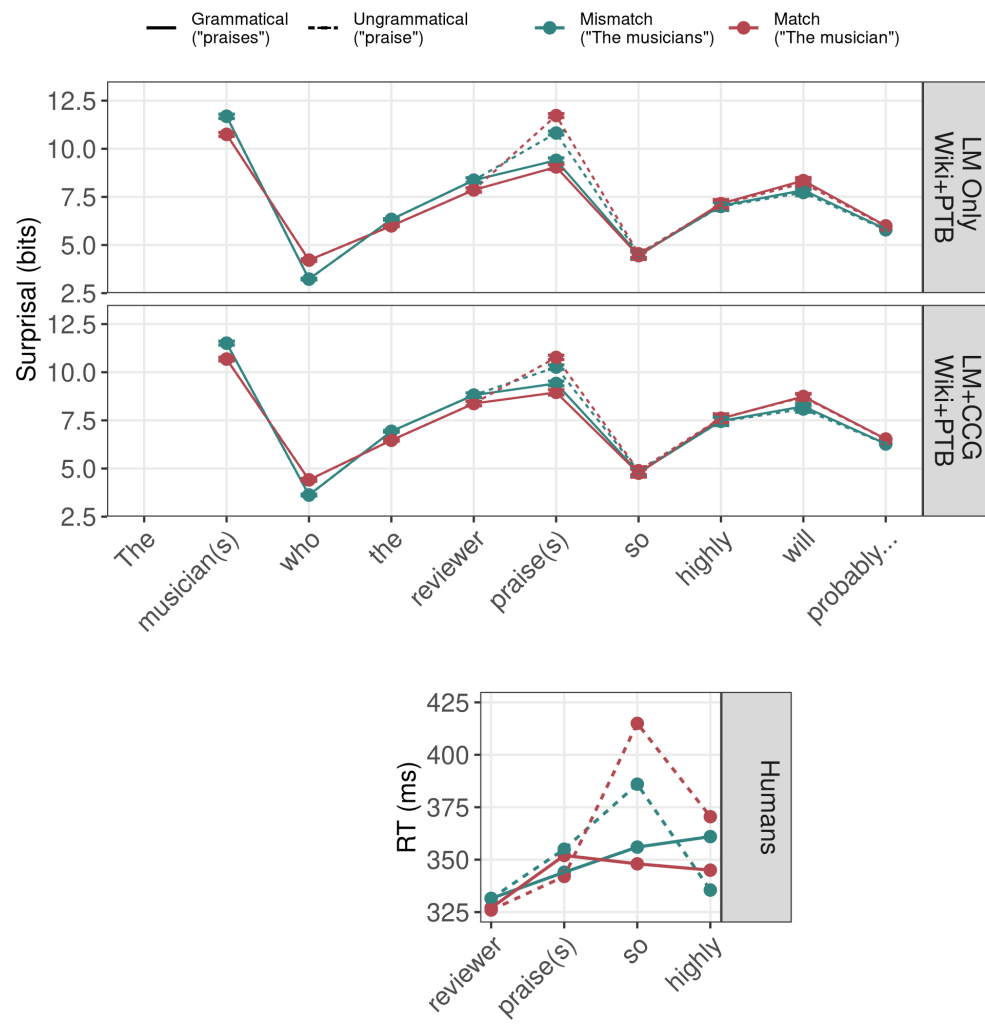 Grammatical
("praises")
Ungrammatical
("praise")
Mismatch
("The musicians")
Match
("The musician")
Surprisal (bits)
12.5
10.0
7.5
5.0
2.5
LM Only
Wiki+PTB
12.5
10.0
7.5
5.0
2.5
LM+CCG
Wiki+PTB
The
musician(s)
who
the
reviewer
praise(s)
so
highly
will
probably...
RT (ms)
425
400
375
350
325
Humans
reviewer
praise(s)
so
highly